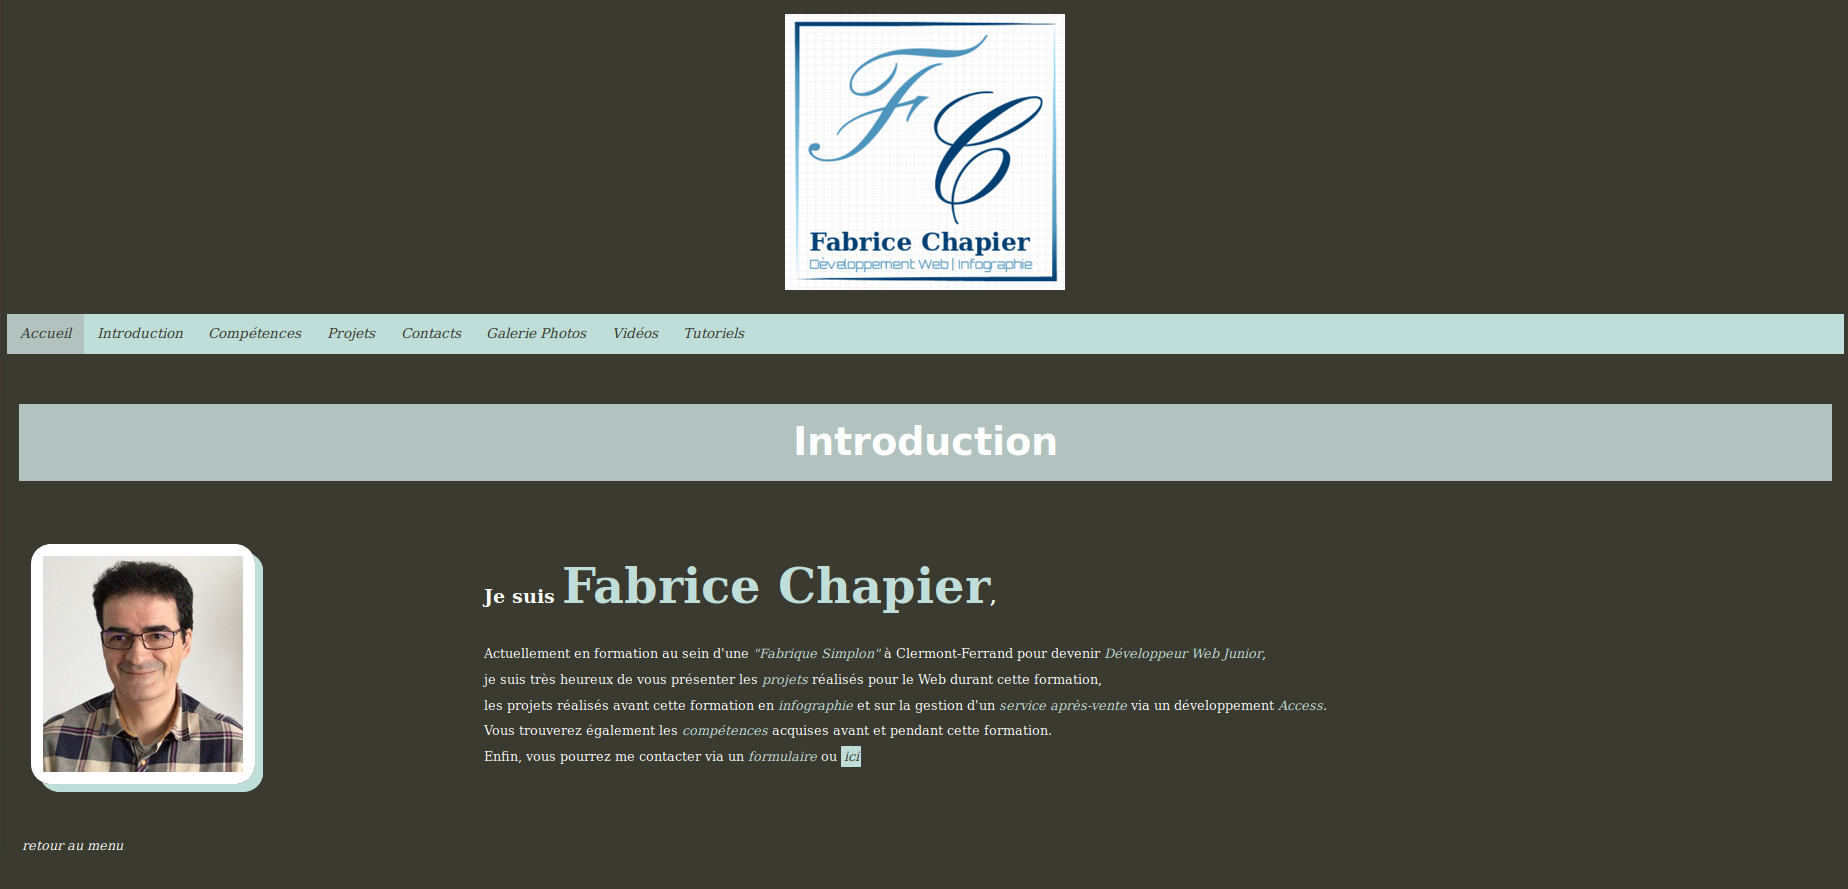 F C
Fabrice Chapier
Développement Web | Infographie
Accueil Introduction Compétences Projets Contacts Galerie Photos Vidéos Tutoriels
Introduction
Je suis Fabrice Chapier,
Actuellement en formation au sein d'une "Fabrique Simplon" à Clermont-Ferrand pour devenir Développeur Web Junior,
je suis très heureux de vous présenter les projets réalisés pour le Web durant cette formation,
les projets réalisés avant cette formation en infographie et sur la gestion d'un service après-vente via un développement Access.
Vous trouverez également les compétences acquises avant et pendant cette formation.
Enfin, vous pourrez me contacter via un formulaire ou ici
retour au menu